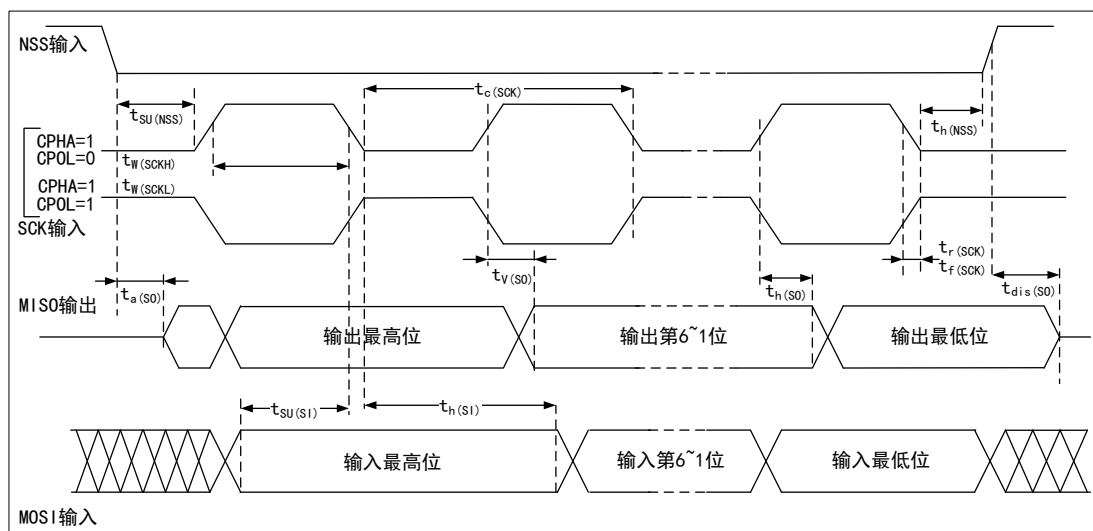 NSS输入
tc(SCK)
tSU(NSS)
th(NSS)
CPHA=1
CPOL=0
tW(SCKH)
CPHA=1
CPOL=1
tW(SCKL)
SCK输入
tr(SCK)
tf(SCK)
ta(SO)
tV(SO)
th(SO)
tdis(SO)
MISO输出
输出最高位
输出第6~1位
输出最低位
tSU(SI)
th(SI)
输入最高位
输入第6~1位
输入最低位
MOSI输入